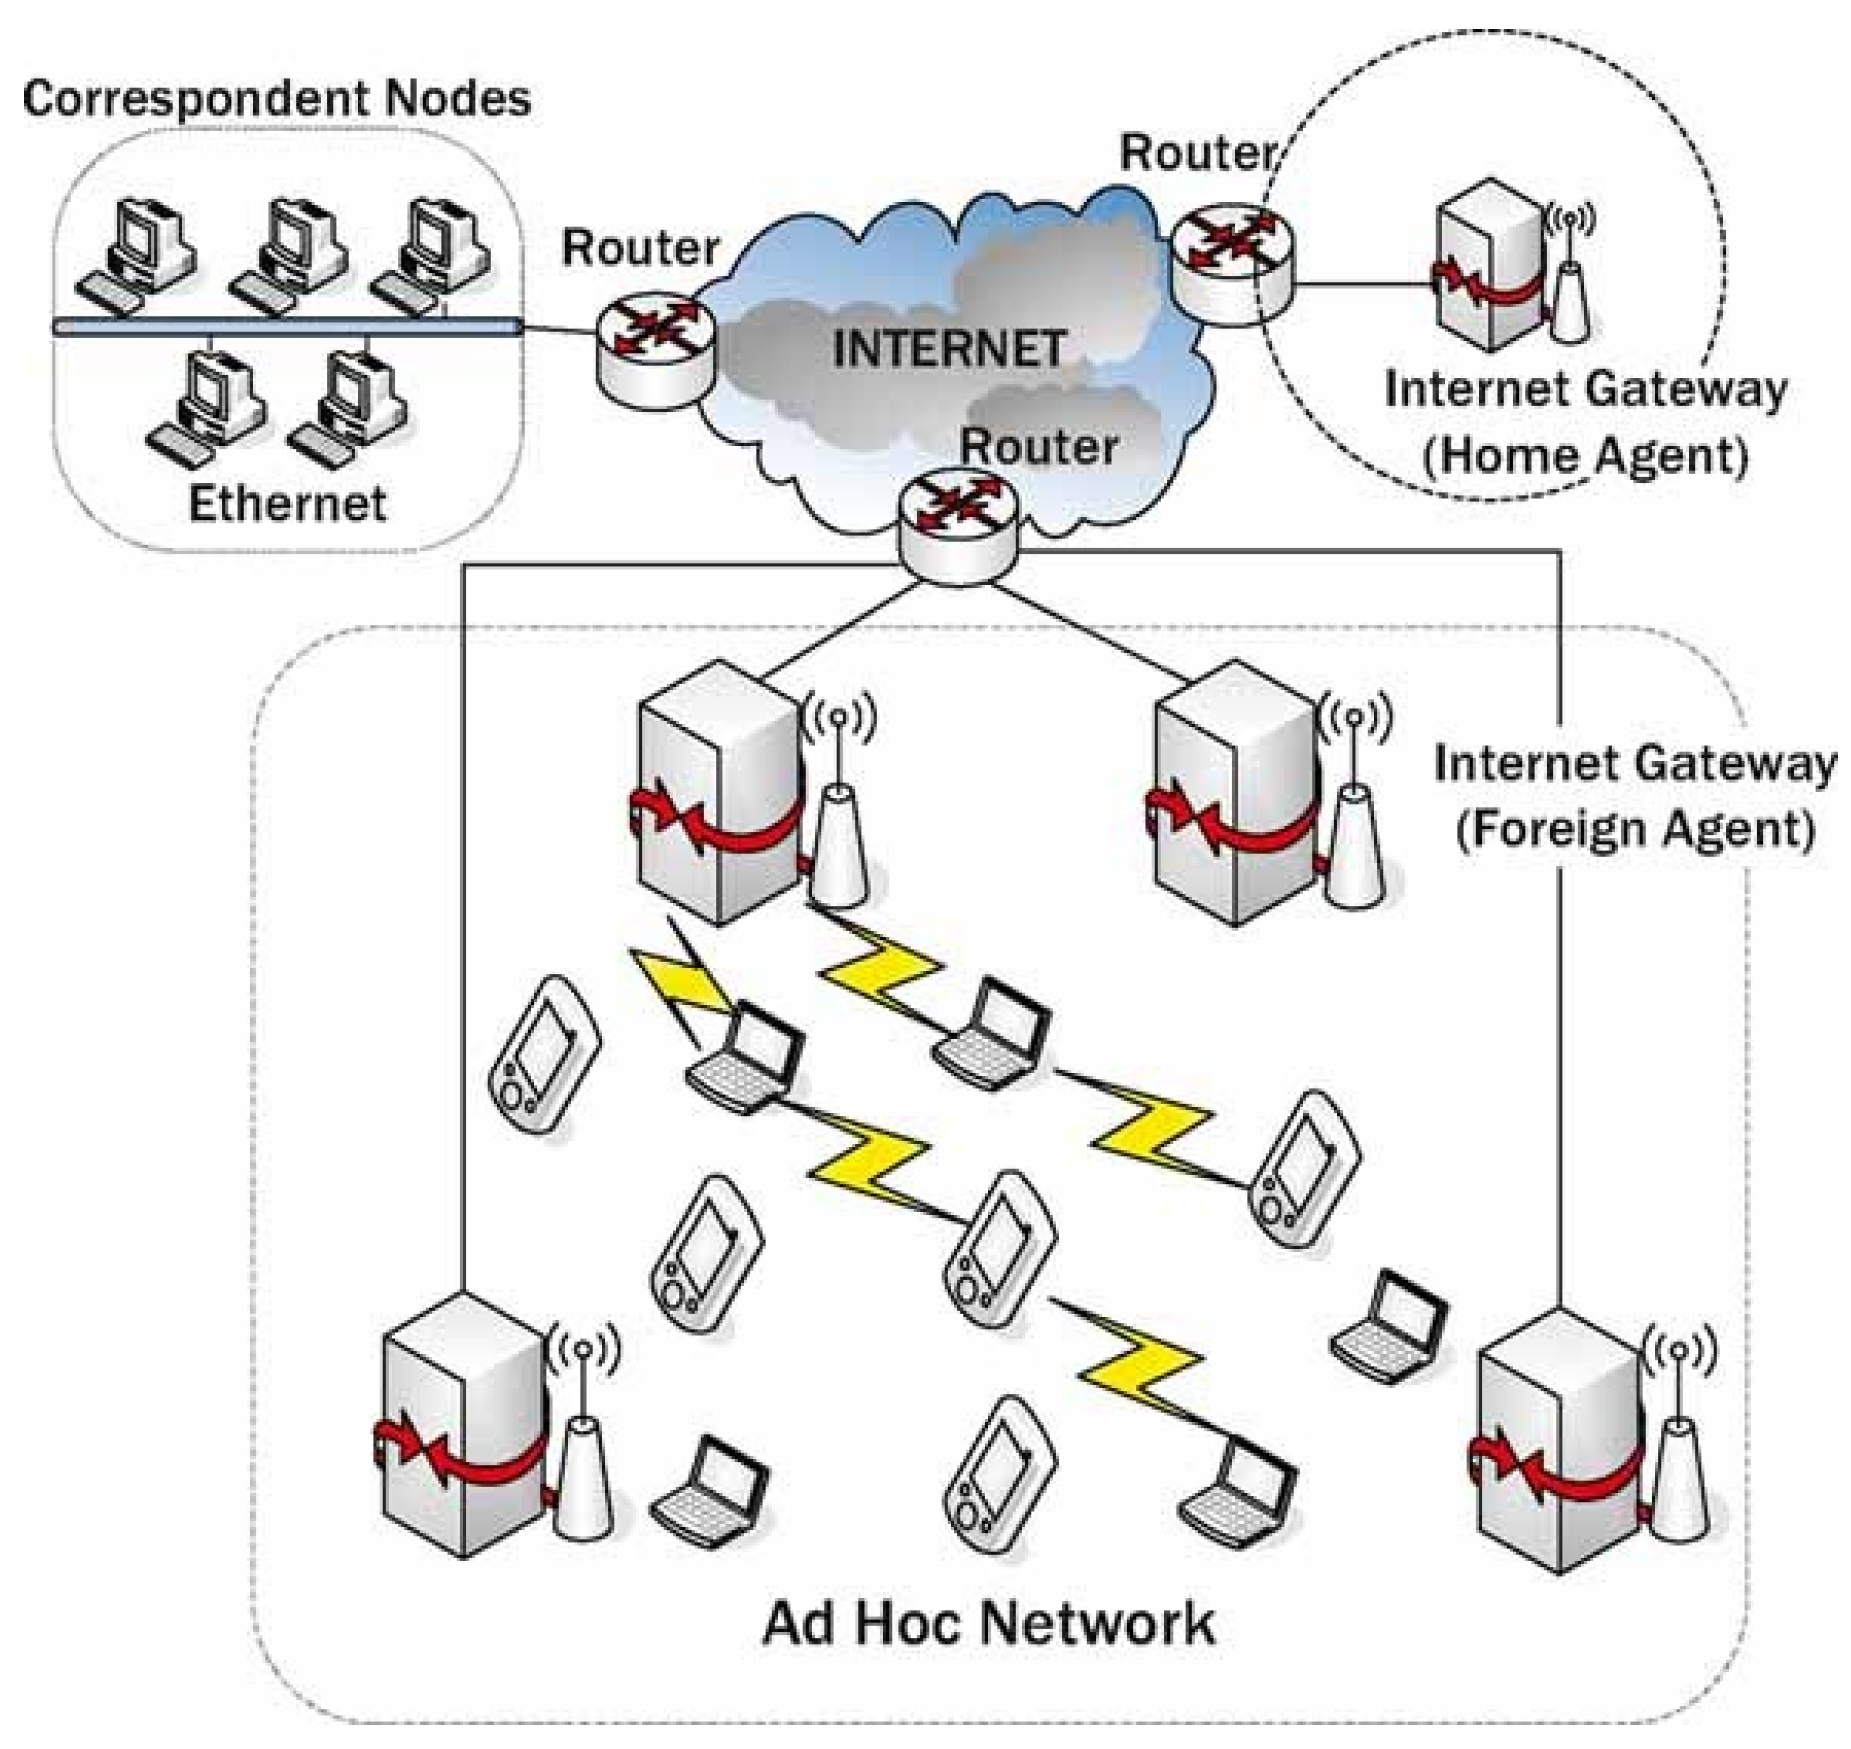 Correspondent Nodes
Router
Router
INTERNET
Router
Internet Gateway
(Home Agent)
Ethernet
Internet Gateway
(Foreign Agent)
Ad Hoc Network